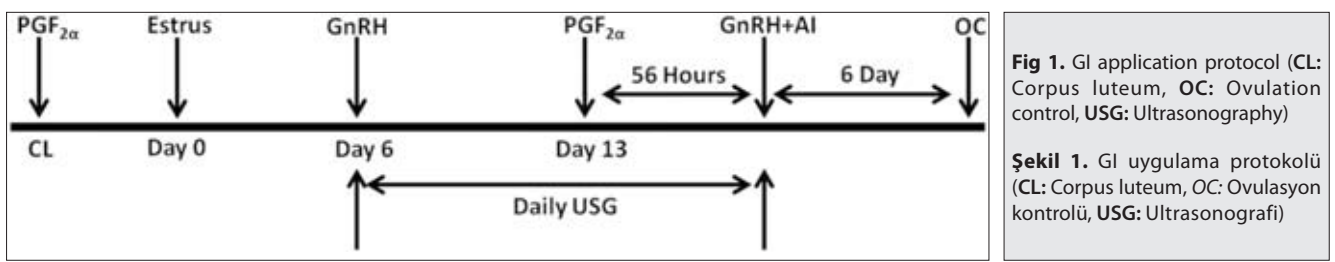 PGF2α Estrus GnRH PGF2α GnRH+AI OC
56 Hours 6 Day
CL Day 0 Day 6 Day 13
Daily USG
Fig 1. GI application protocol (CL:
Corpus luteum, OC: Ovulation
control, USG: Ultrasonography)
Şekil 1. GI uygulama protokolü
(CL: Corpus luteum, OC: Ovulasyon
kontrolü, USG: Ultrasonografi)